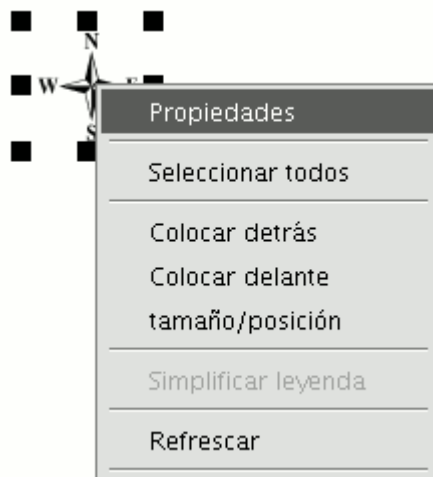 N
W E
S
Propiedades
Seleccionar todos
Colocar detrás
Colocar delante
tamaño/posición
Simplificar leyenda
Refrescar